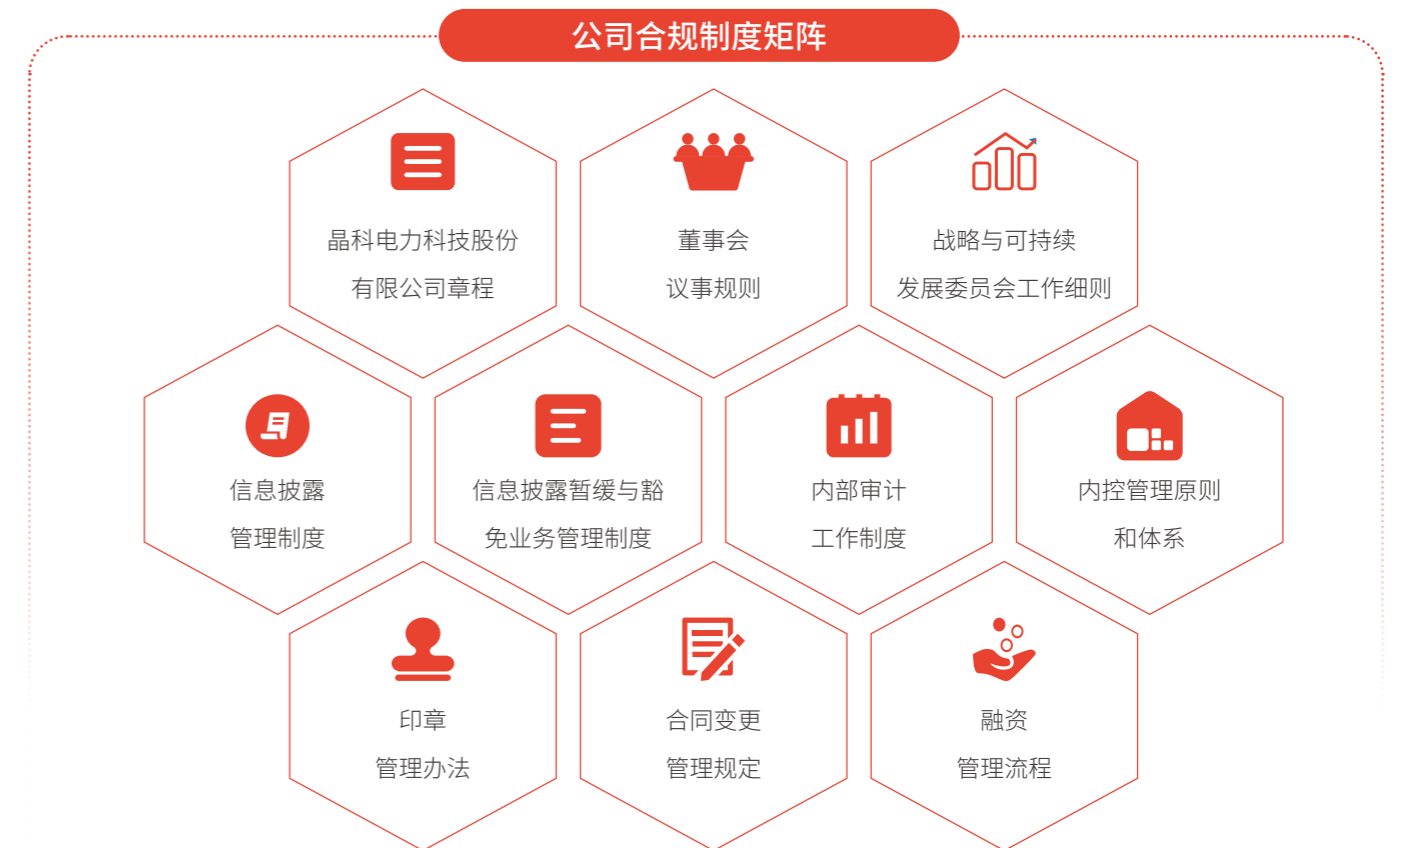 公司合规制度矩阵
晶科电力科技股份
有限公司章程
董事会
议事规则
战略与可持续
发展委员会工作细则
信息披露
管理制度
信息披露暂缓与豁
免业务管理制度
内部审计
工作制度
内控管理原则
和体系
印章
管理办法
合同变更
管理规定
融资
管理流程